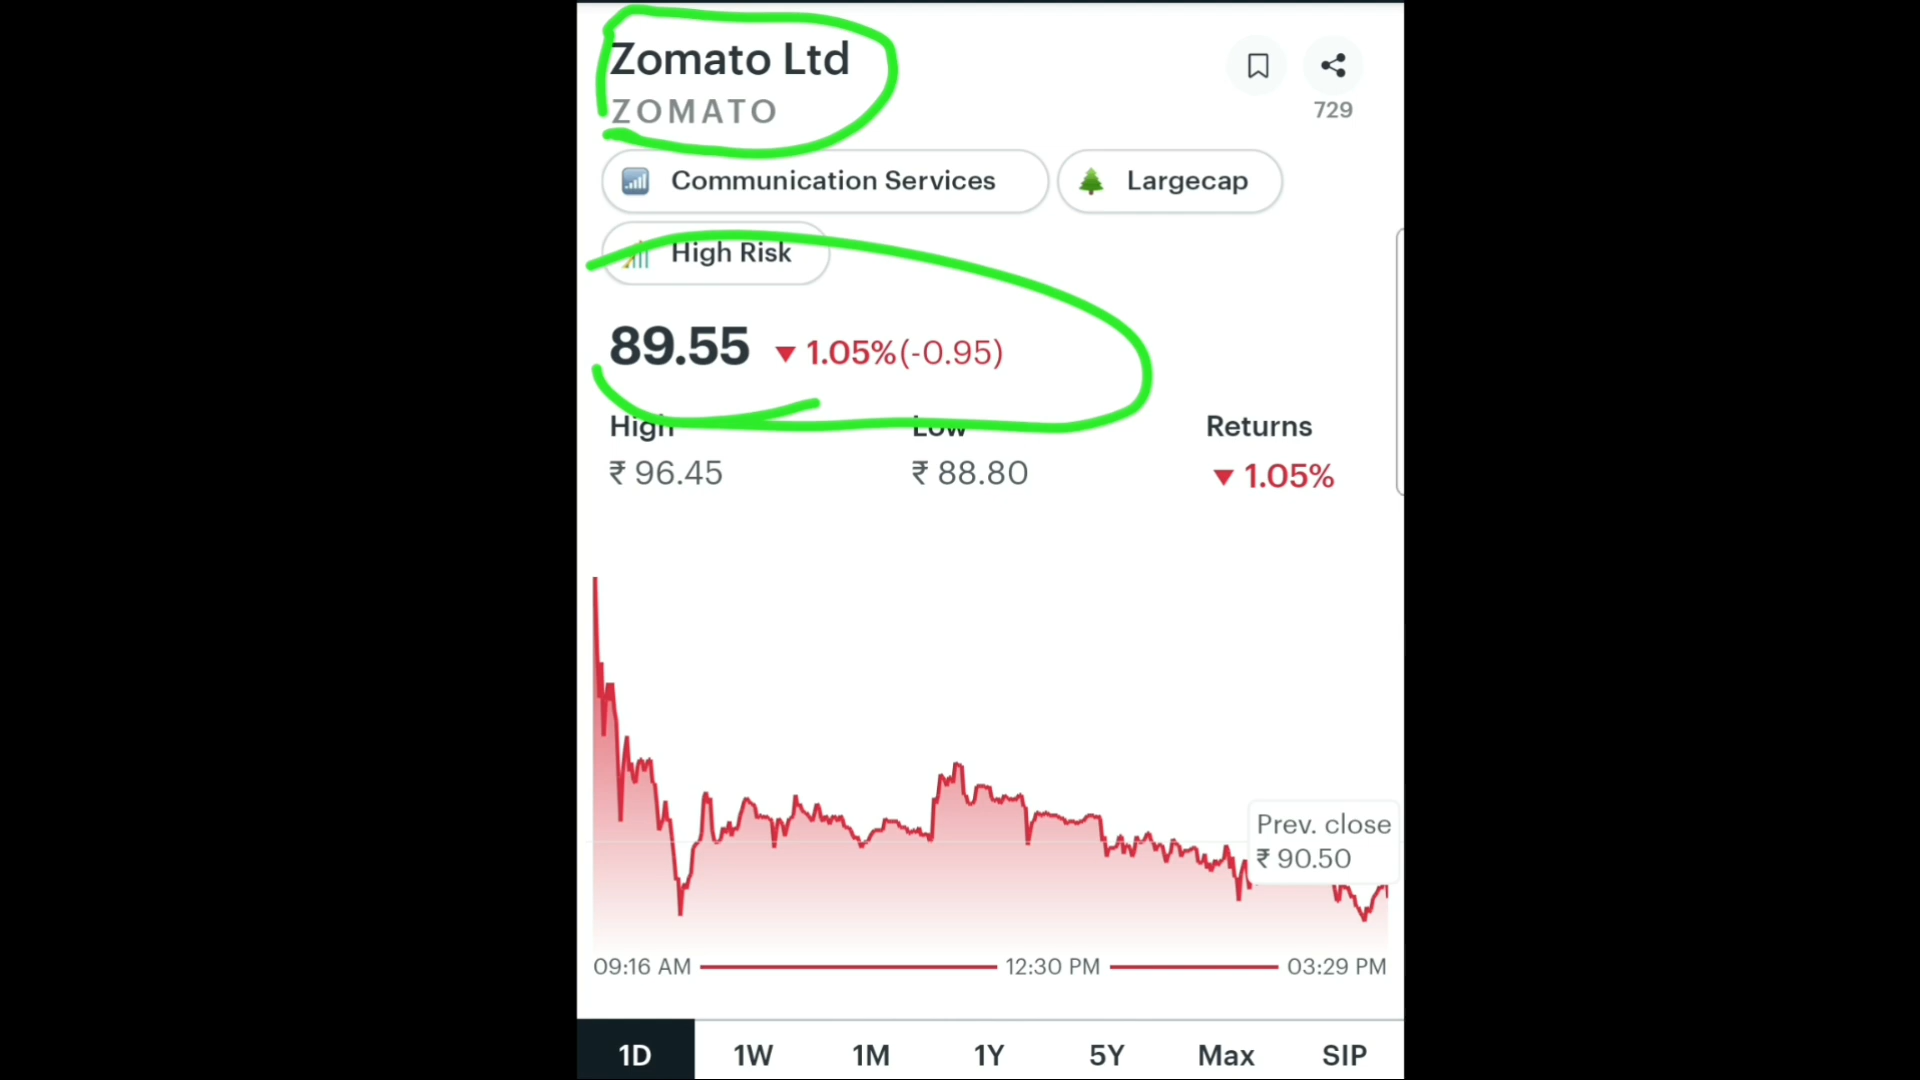 Zomato Ltd
ZOMATO
729
Communication Services
Largecap
High Risk
89.55 ▼ 1.05% (-0.95)
High Low Returns
₹ 96.45 ₹ 88.80 ▼ 1.05%
Prev. close
₹ 90.50
09:16 AM 12:30 PM 03:29 PM
1D 1W 1M 1Y 5Y Max SIP